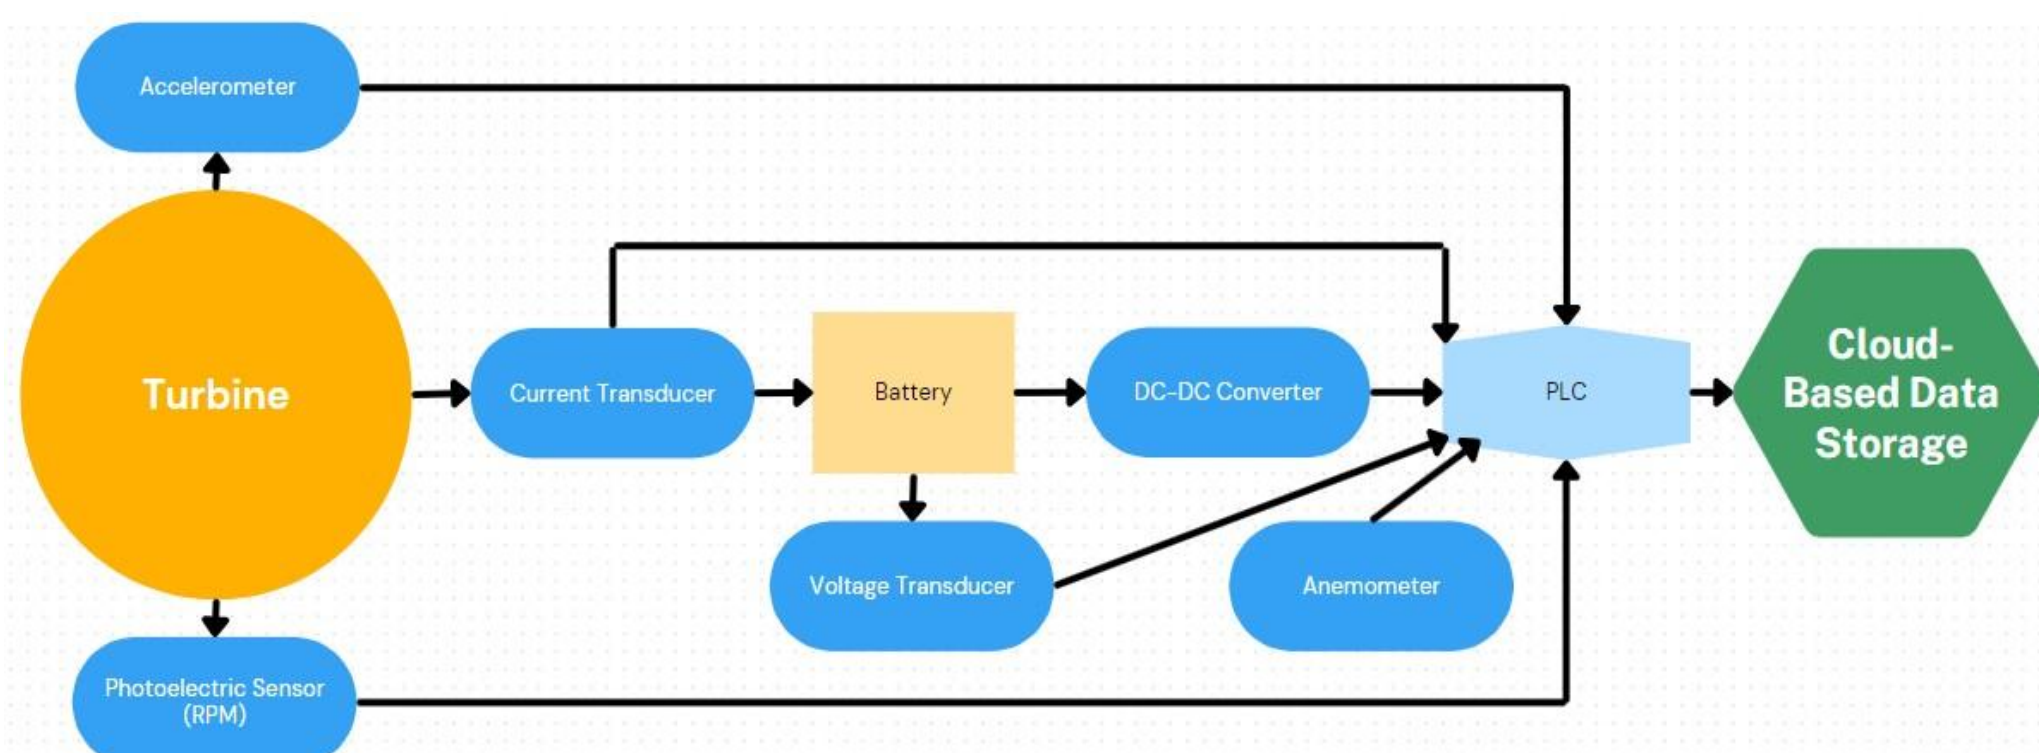 Accelerometer
Turbine
Current Transducer
Battery
DC-DC Converter
PLC
Cloud-
Based Data
Storage
Voltage Transducer
Anemometer
Photoelectric Sensor
(RPM)